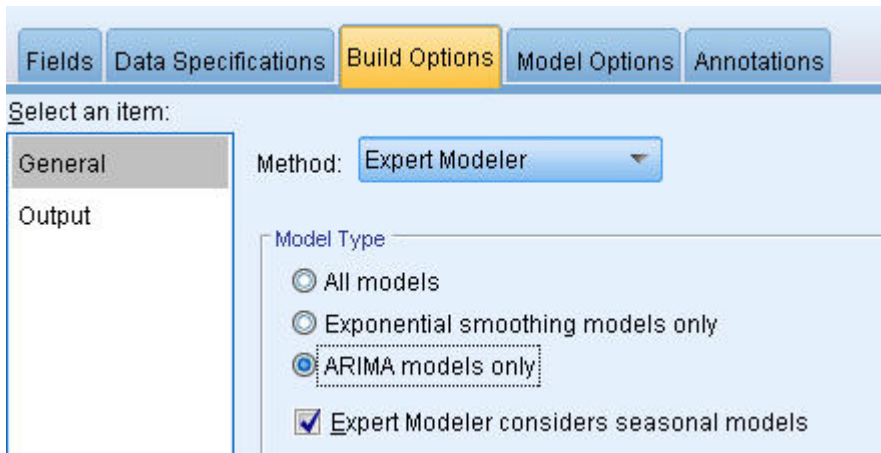 Fields Data Specifications Build Options Model Options Annotations
Select an item:
General
Output
Method: Expert Modeler
Model Type
All models
Exponential smoothing models only
ARIMA models only
Expert Modeler considers seasonal models